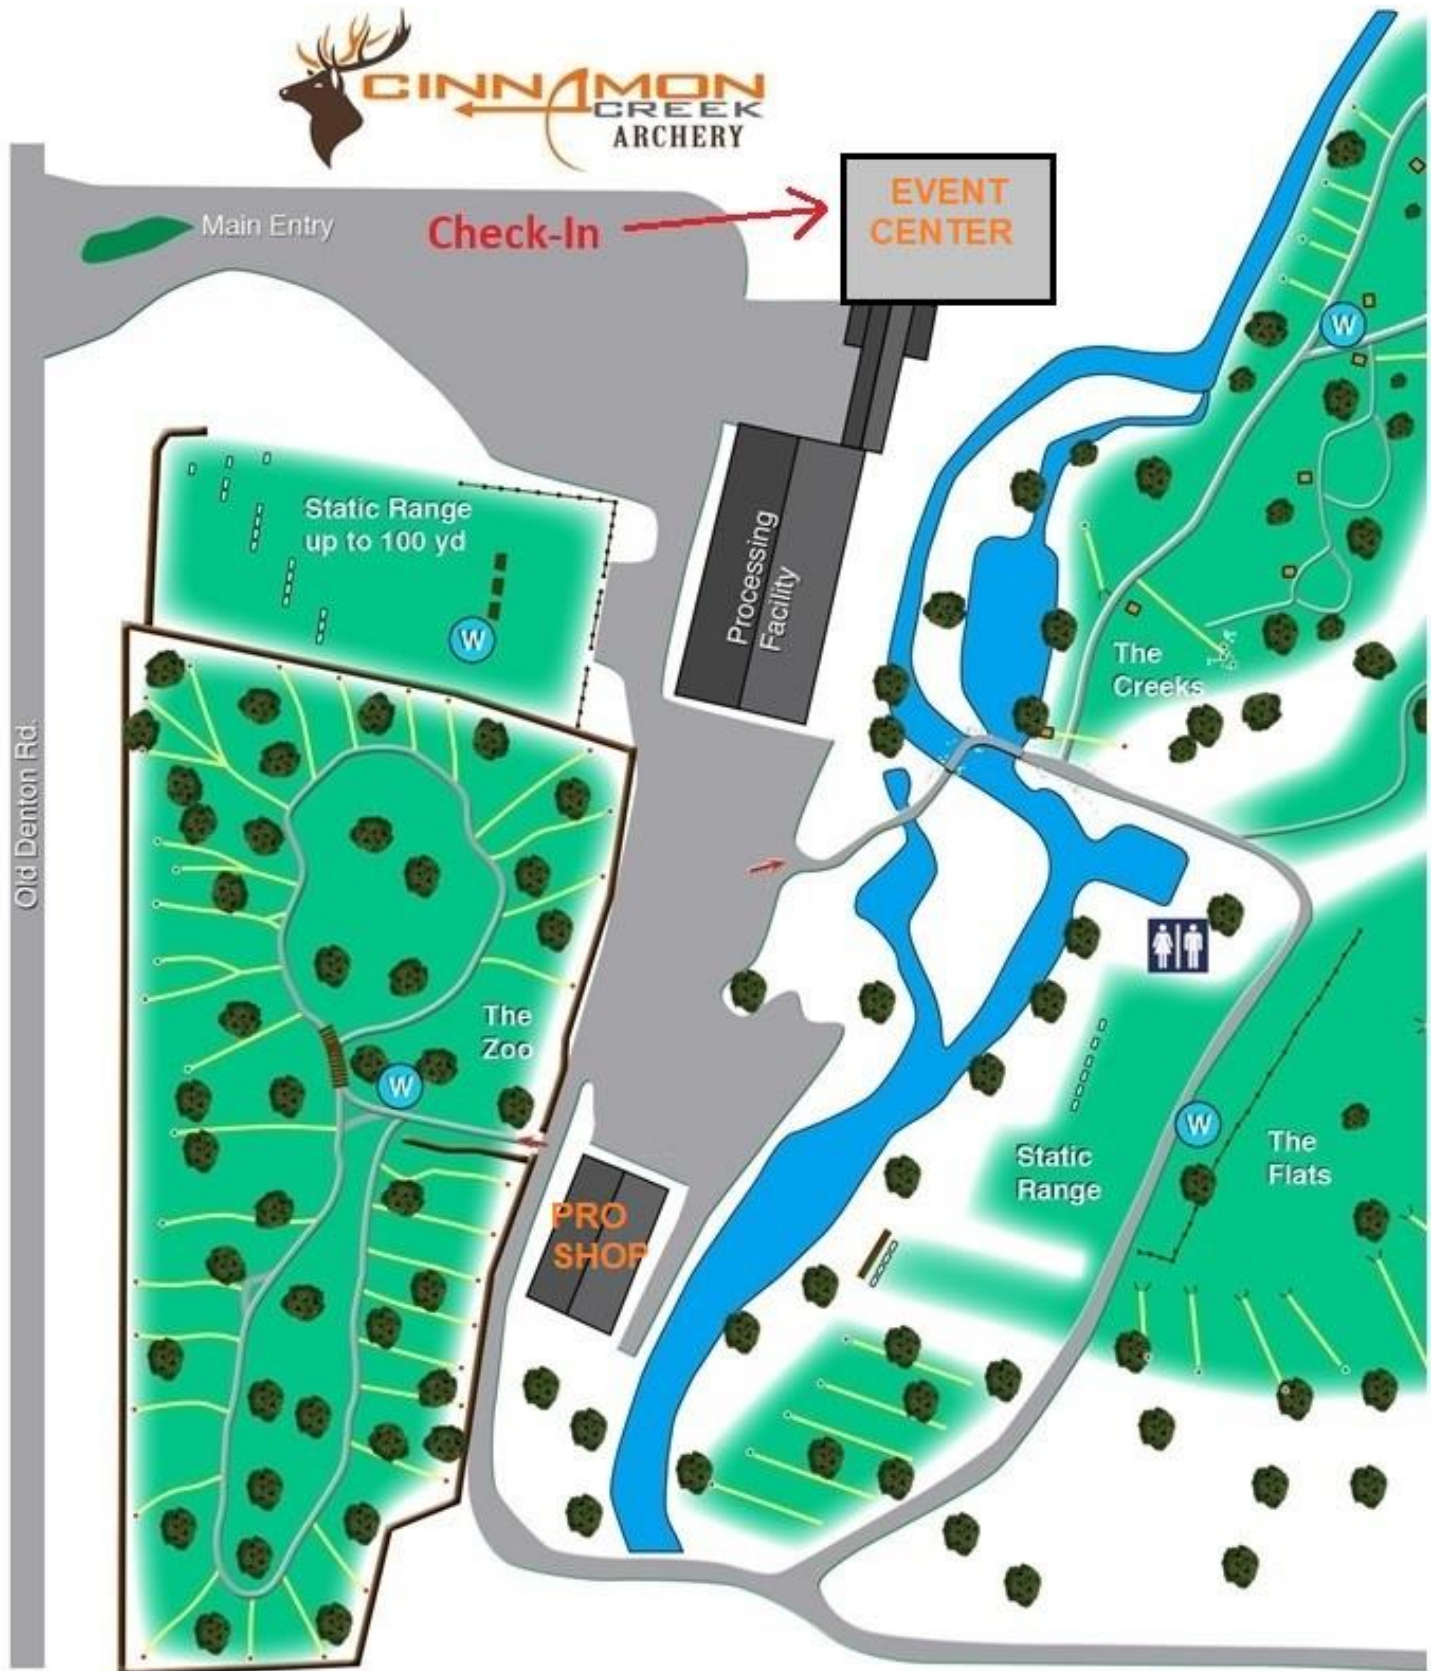 CINNAMON
CREEK
ARCHERY
EVENT
CENTER
Main Entry
Check-In
W
Static Range
up to 100 yd
W
Processing
Facility
The
Creeks
Old Denton Rd.
The
Zoo
W
W
Static
Range
The
Flats
PRO
SHOP